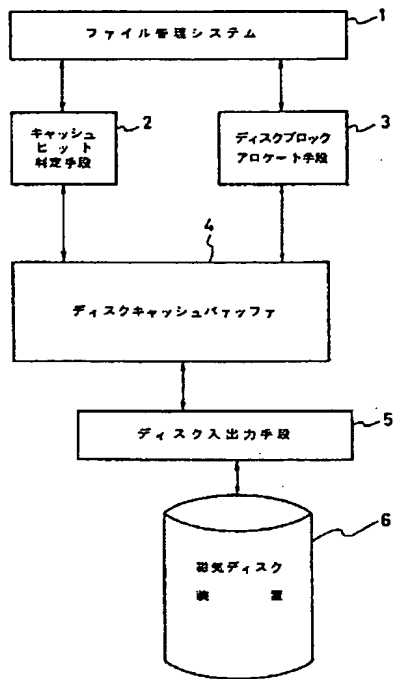 1
ファイル管理システム
2
キャッシュ
ヒット
判定手段
3
ディスクブロック
アロケート手段
4
ディスクキャッシュバァッファ
5
ディスク入出力手段
6
磁気ディスク
装置